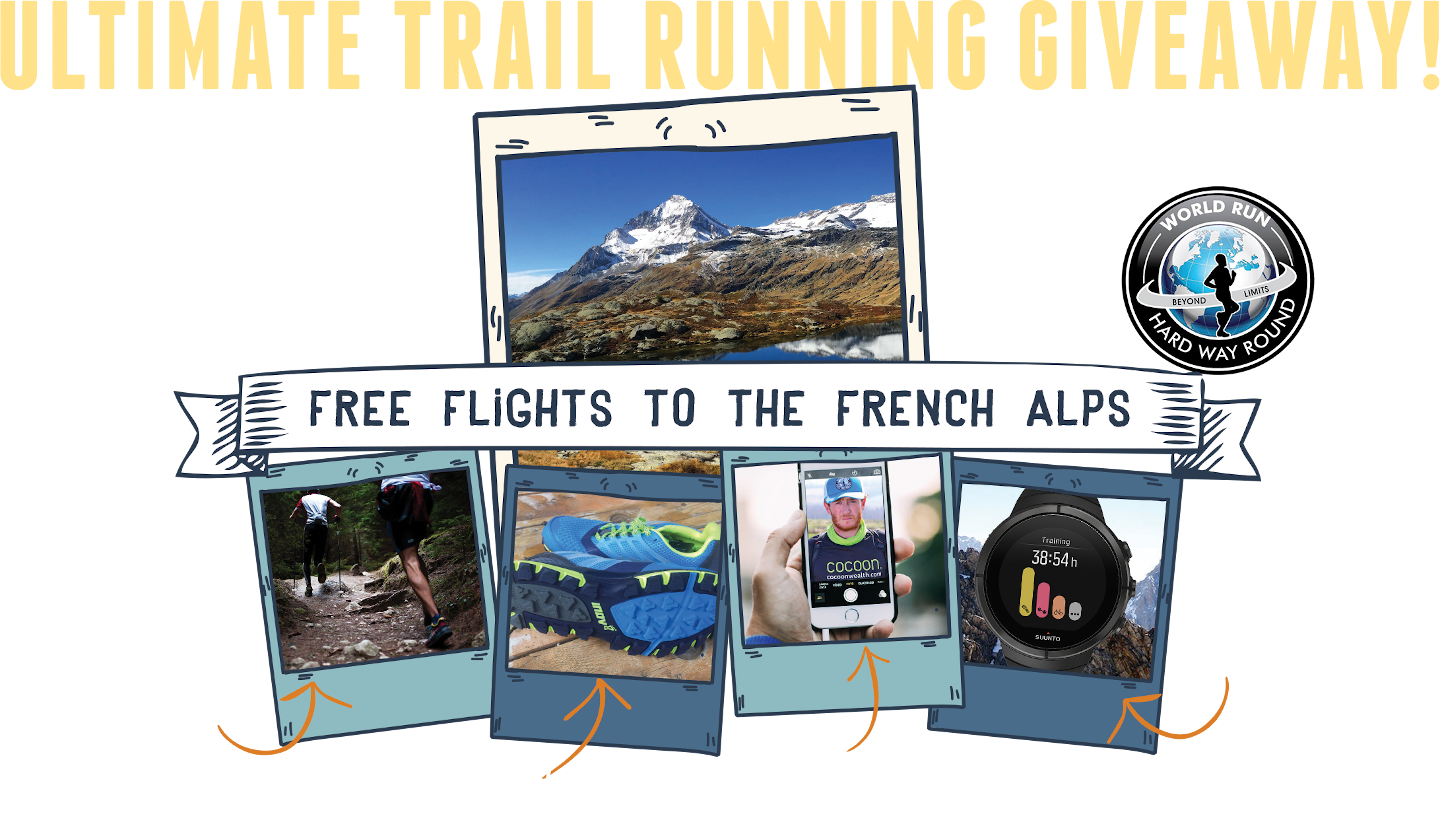 ULTIMATE TRAIL RUNNING GIVEAWAY!
WORLD RUN
BEYOND LIMITS
HARD WAY ROUND
FREE FLiGHTS TO THE FRENCH ALPS
cocoon.
cocoonwealth.com
Training
38:54 h
SUUNTO